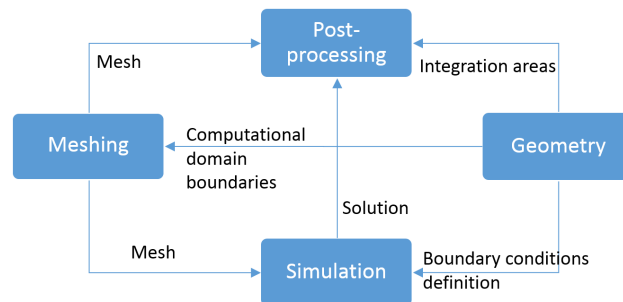 Post-
processing
Mesh
Integration areas
Meshing
Computational
domain
boundaries
Geometry
Solution
Mesh
Simulation
Boundary conditions
definition